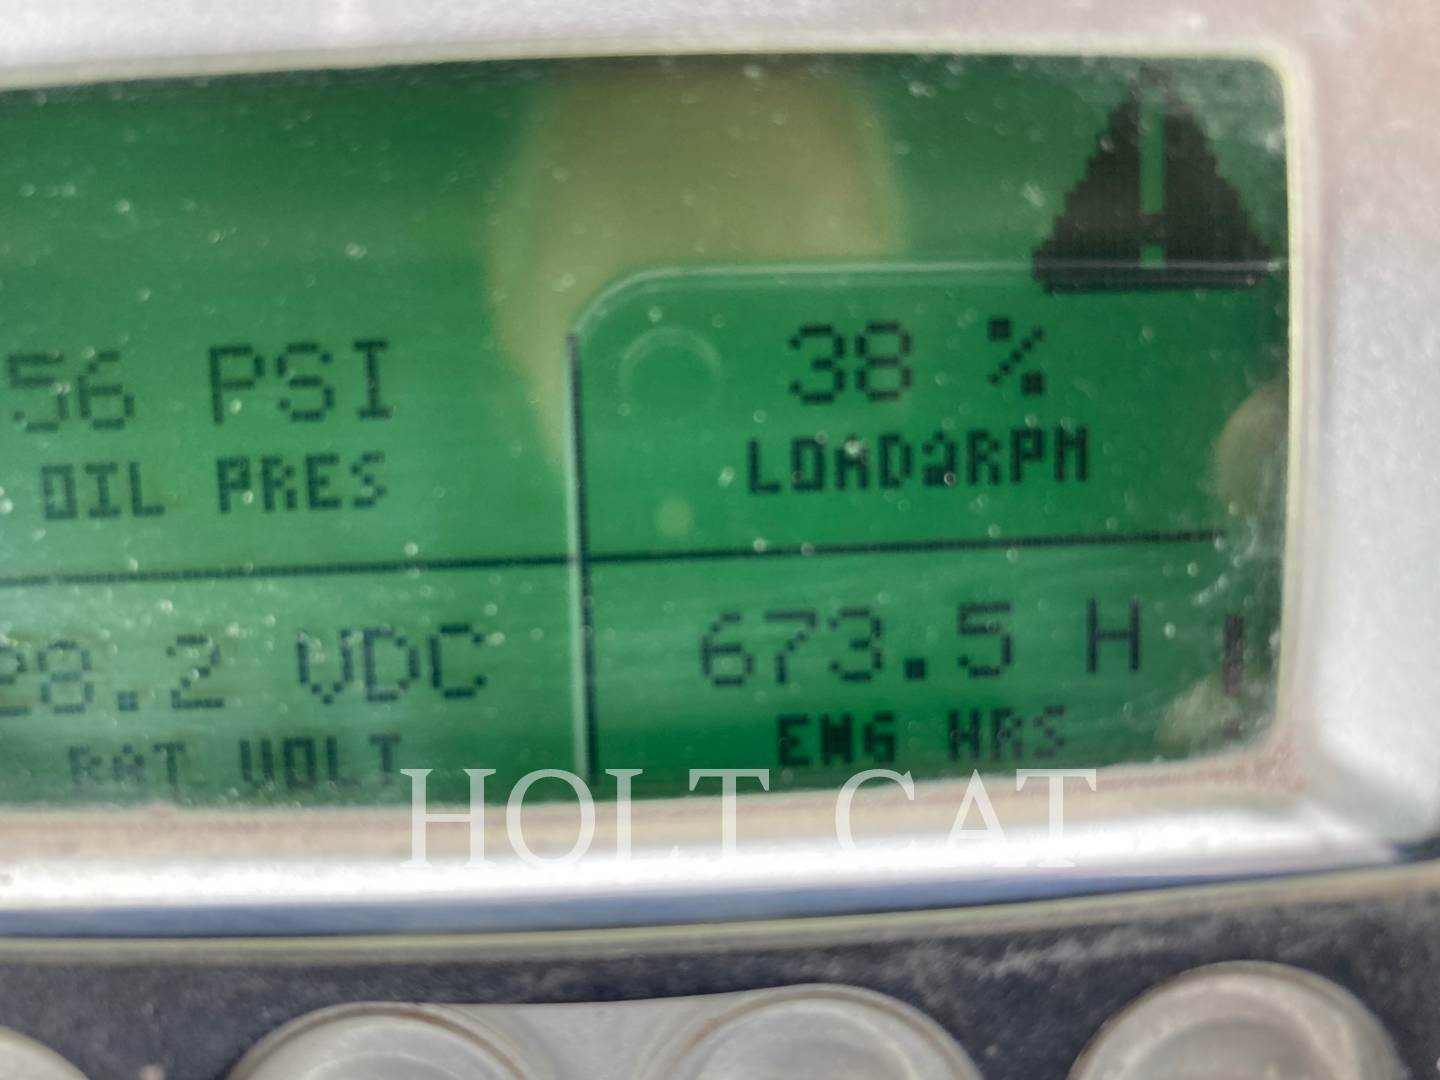 56 PSI
38 %
OIL PRES
LOAD@RPM
28.2 VDC
673.5 H
BAT VOLT
ENG HRS
HOLT CAT